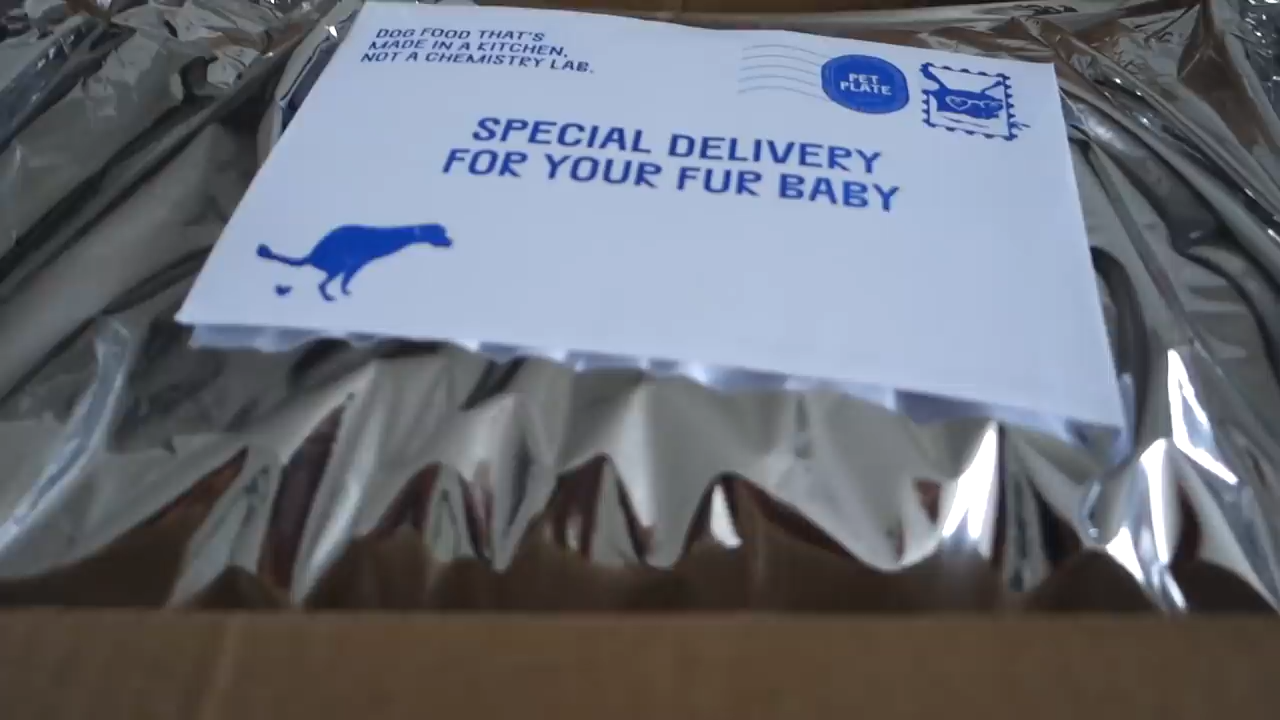 DOG FOOD THAT'S
MADE IN A KITCHEN,
NOT A CHEMISTRY LAB.
PET
PLATE
SPECIAL DELIVERY
FOR YOUR FUR BABY